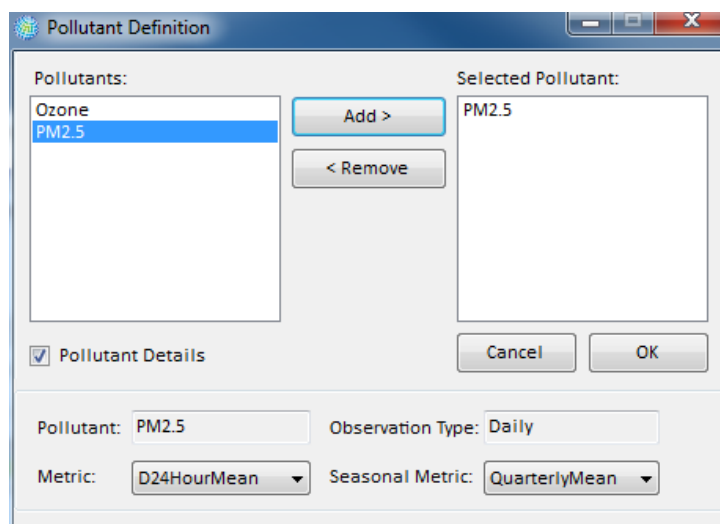 Pollutant Definition
Pollutants:
Selected Pollutant:
Ozone
PM2.5
Add >
< Remove
PM2.5
Pollutant Details
Cancel
OK
Pollutant: PM2.5 Observation Type: Daily
Metric: D24HourMean Seasonal Metric: QuarterlyMean